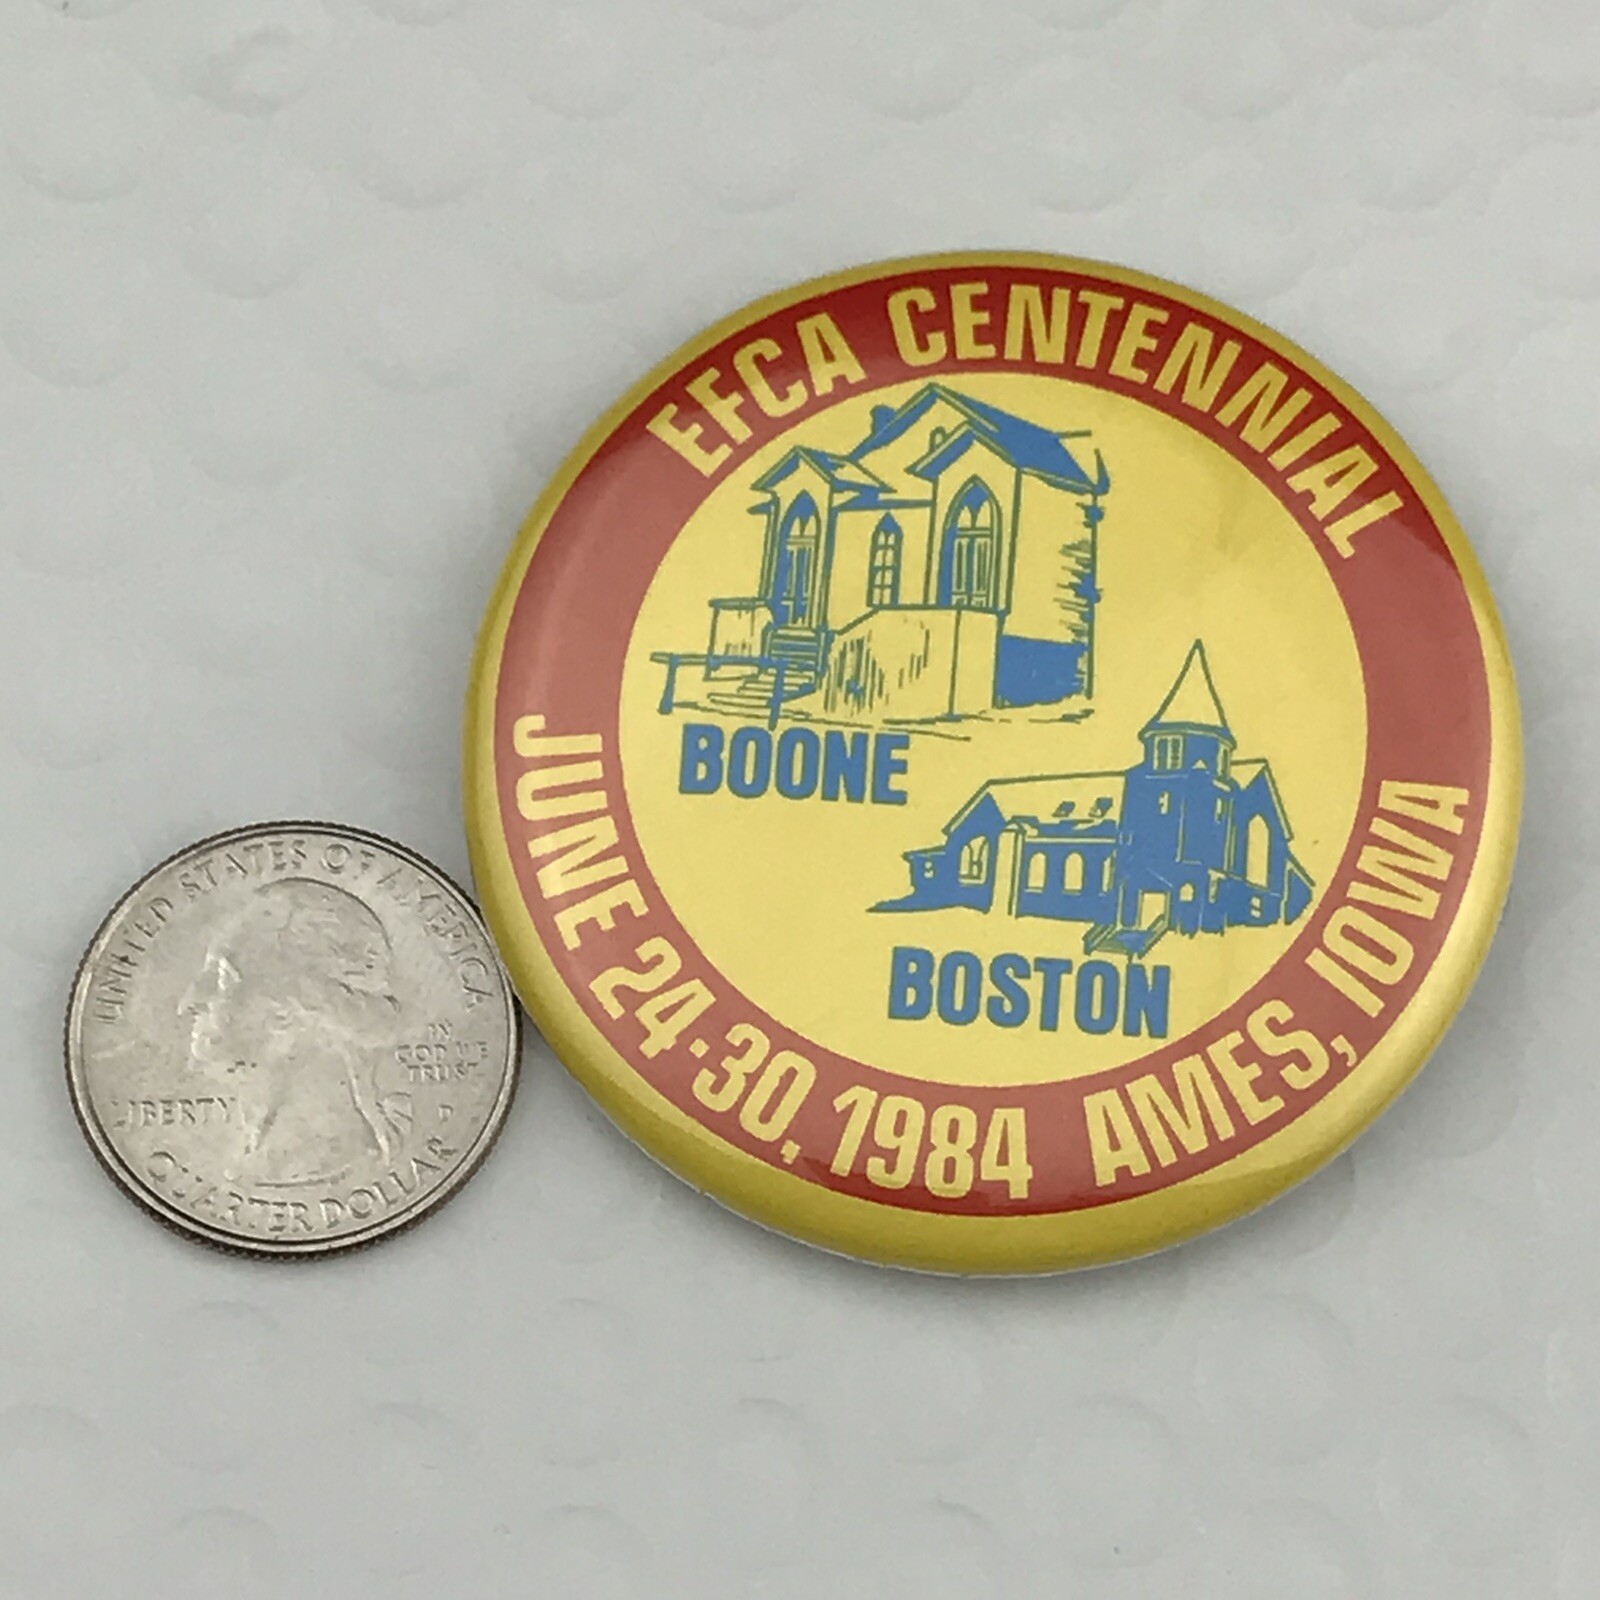 EFCA CENTENNIAL
BOONE
BOSTON
JUNE 24-30, 1984 AMES, IOWA
UNITED STATES OF AMERICA
IN
GOD WE
TRUST
LIBERTY
P
QUARTER DOLLAR